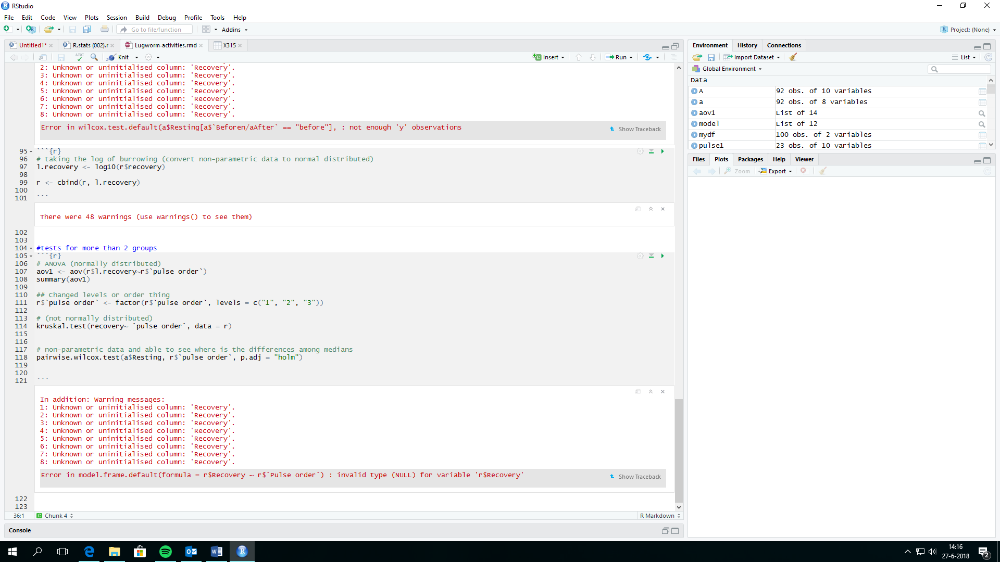 RStudio
File Edit Code View Plots Session Build Debug Profile Tools Help
Go to file/function Addins Project: (None)
Untitled1* R.stats (002).r Lugworm-activities.rmd X315
ABC Knit Insert Run
2: Unknown or uninitialised column: 'Recovery'.
3: Unknown or uninitialised column: 'Recovery'.
4: Unknown or uninitialised column: 'Recovery'.
5: Unknown or uninitialised column: 'Recovery'.
6: Unknown or uninitialised column: 'Recovery'.
7: Unknown or uninitialised column: 'Recovery'.
8: Unknown or uninitialised column: 'Recovery'.
Error in wilcox.test.default(a$Resting[a$`Beforen/aAfter` == "before"], : not enough 'y' observations Show Traceback
95 ```{r}
96 # taking the log of burrowing (convert non-parametric data to normal distributed)
97 l.recovery <- log10(r$recovery)
98
99 r <- cbind(r, l.recovery)
100
101 ```
There were 48 warnings (use warnings() to see them)
102
103
104 #tests for more than 2 groups
105 ```{r}
106 # ANOVA (normally distributed)
107 aov1 <- aov(r$l.recovery~r$`pulse order`)
108 summary(aov1)
109
110 ## Changed levels or order thing
111 r$`pulse order` <- factor(r$`pulse order`, levels = c("1", "2", "3"))
112
113 # (not normally distributed)
114 kruskal.test(recovery~ `pulse order`, data = r)
115
116
117 # non-parametric data and able to see where is the differences among medians
118 pairwise.wilcox.test(a$Resting, r$`pulse order`, p.adj = "holm")
119
120
121 ```
In addition: Warning messages:
1: Unknown or uninitialised column: 'Recovery'.
2: Unknown or uninitialised column: 'Recovery'.
3: Unknown or uninitialised column: 'Recovery'.
4: Unknown or uninitialised column: 'Recovery'.
5: Unknown or uninitialised column: 'Recovery'.
6: Unknown or uninitialised column: 'Recovery'.
7: Unknown or uninitialised column: 'Recovery'.
8: Unknown or uninitialised column: 'Recovery'.
Error in model.frame.default(formula = r$Recovery ~ r$`Pulse order`) : invalid type (NULL) for variable 'r$Recovery' Show Traceback
122
123
36:1 Chunk 4 R Markdown
Console
Environment History Connections
Import Dataset List
Global Environment
Data
A 92 obs. of 10 variables
a 92 obs. of 8 variables
aov1 List of 14
model List of 12
mydf 100 obs. of 2 variables
pulse1 23 obs. of 10 variables
Files Plots Packages Help Viewer
Zoom Export
14:16
27-6-2018
2